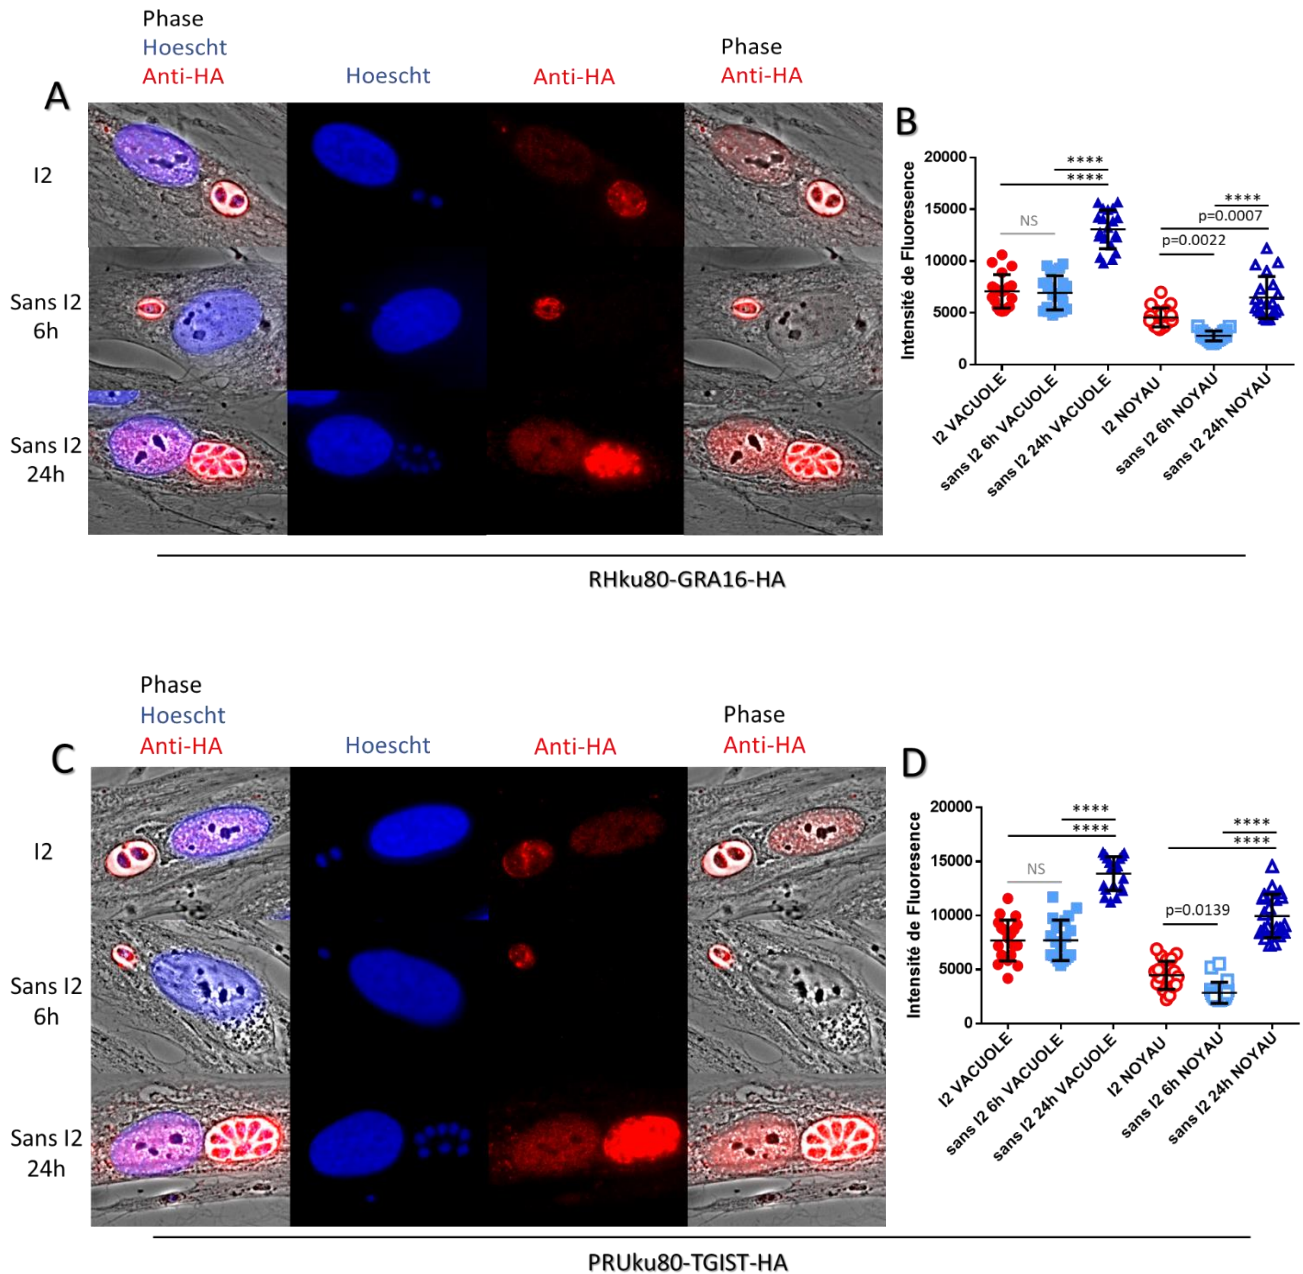 Phase
Hoescht
Anti-HA
Hoescht
Anti-HA
Phase
Anti-HA
A
I2
Sans I2
6h
Sans I2
24h
B
Intensité de Fluoresence
20000
15000
10000
5000
0
****
****
NS
****
p=0.0007
p=0.0022
I2 VACUOLE
sans I2 6h VACUOLE
sans I2 24h VACUOLE
I2 NOYAU
sans I2 6h NOYAU
sans I2 24h NOYAU
RHku80-GRA16-HA
Phase
Hoescht
Anti-HA
Hoescht
Anti-HA
Phase
Anti-HA
C
I2
Sans I2
6h
Sans I2
24h
D
Intensité de Fluoresence
20000
15000
10000
5000
0
****
****
NS
****
****
p=0.0139
I2 VACUOLE
sans I2 6h VACUOLE
sans I2 24h VACUOLE
I2 NOYAU
sans I2 6h NOYAU
sans I2 24h NOYAU
PRUku80-TGIST-HA